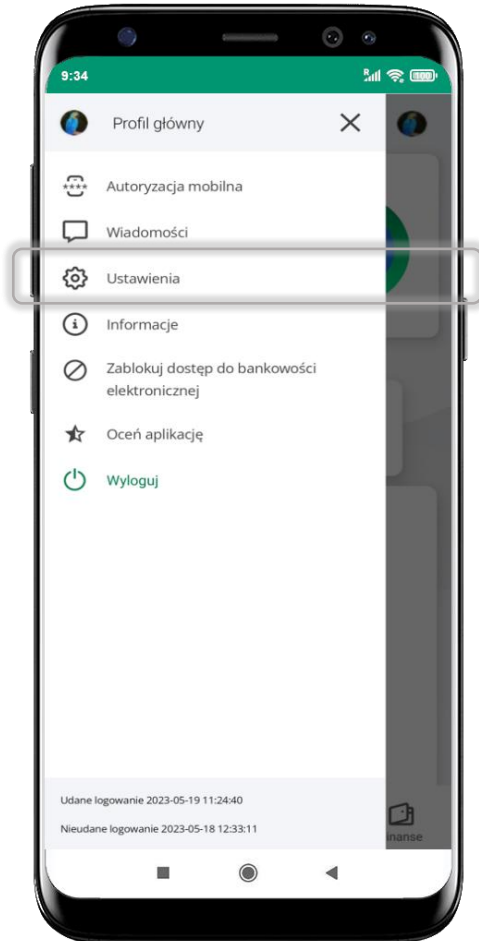 9:34
R
100
Profil główny
Autoryzacja mobilna
Wiadomości
Ustawienia
Informacje
Zablokuj dostęp do bankowości
elektronicznej
Oceń aplikację
Wyloguj
Udane logowanie 2023-05-19 11:24:40
Nieudane logowanie 2023-05-18 12:33:11
inanse